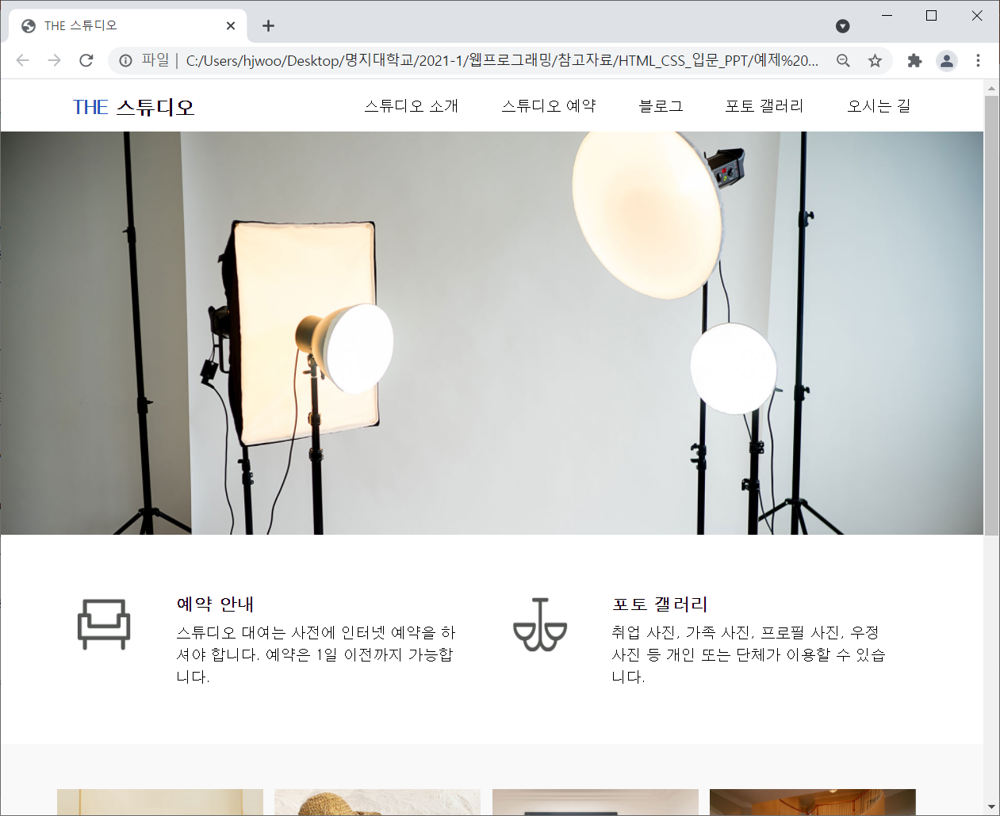 THE 스튜디오
파일 | C:/Users/hjwoo/Desktop/명지대학교/2021-1/웹프로그래밍/참고자료/HTML_CSS_입문_PPT/예제%20...
THE 스튜디오
스튜디오 소개 스튜디오 예약 블로그 포토 갤러리 오시는 길
예약 안내
스튜디오 대여는 사전에 인터넷 예약을 하
셔야 합니다. 예약은 1일 이전까지 가능합
니다.
포토 갤러리
취업 사진, 가족 사진, 프로필 사진, 우정
사진 등 개인 또는 단체가 이용할 수 있습
니다.